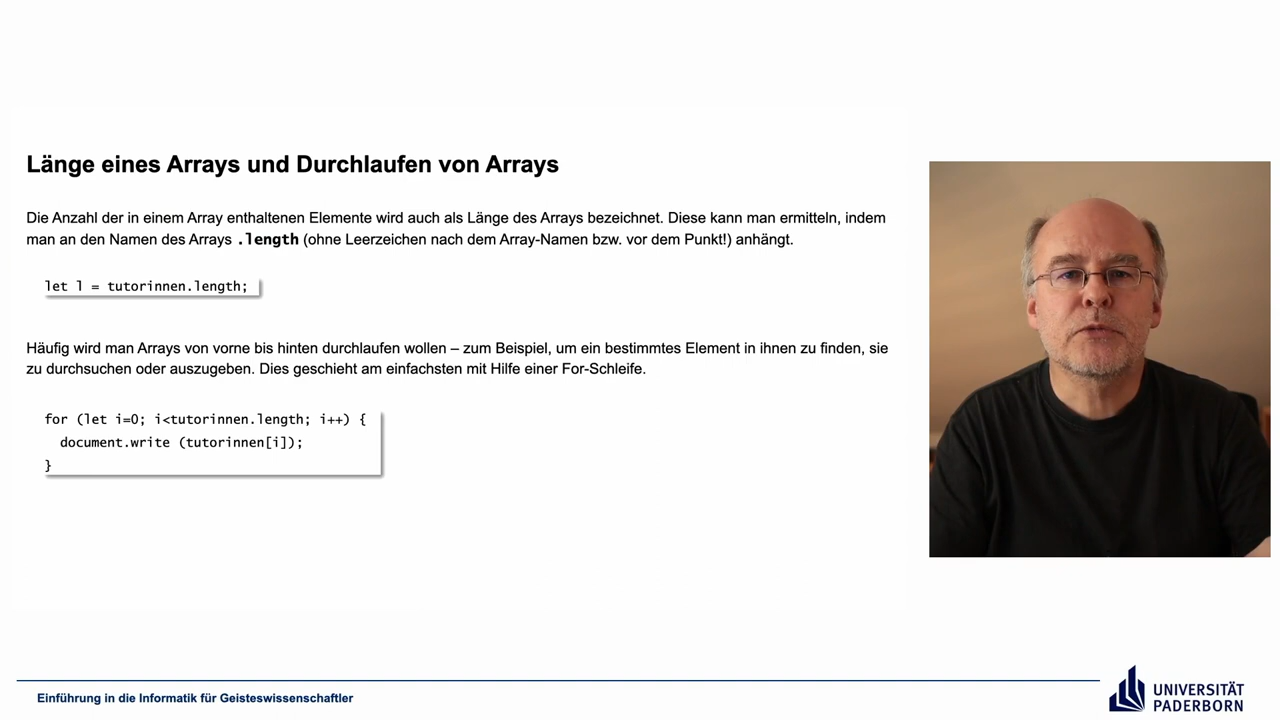 Länge eines Arrays und Durchlaufen von Arrays
Die Anzahl der in einem Array enthaltenen Elemente wird auch als Länge des Arrays bezeichnet. Diese kann man ermitteln, indem
man an den Namen des Arrays .length (ohne Leerzeichen nach dem Array-Namen bzw. vor dem Punkt!) anhängt.
let l = tutorinnen.length;
Häufig wird man Arrays von vorne bis hinten durchlaufen wollen – zum Beispiel, um ein bestimmtes Element in ihnen zu finden, sie
zu durchsuchen oder auszugeben. Dies geschieht am einfachsten mit Hilfe einer For-Schleife.
for (let i=0; i<tutorinnen.length; i++) {
  document.write (tutorinnen[i]);
}
Einführung in die Informatik für Geisteswissenschaftler
UNIVERSITÄT
PADERBORN